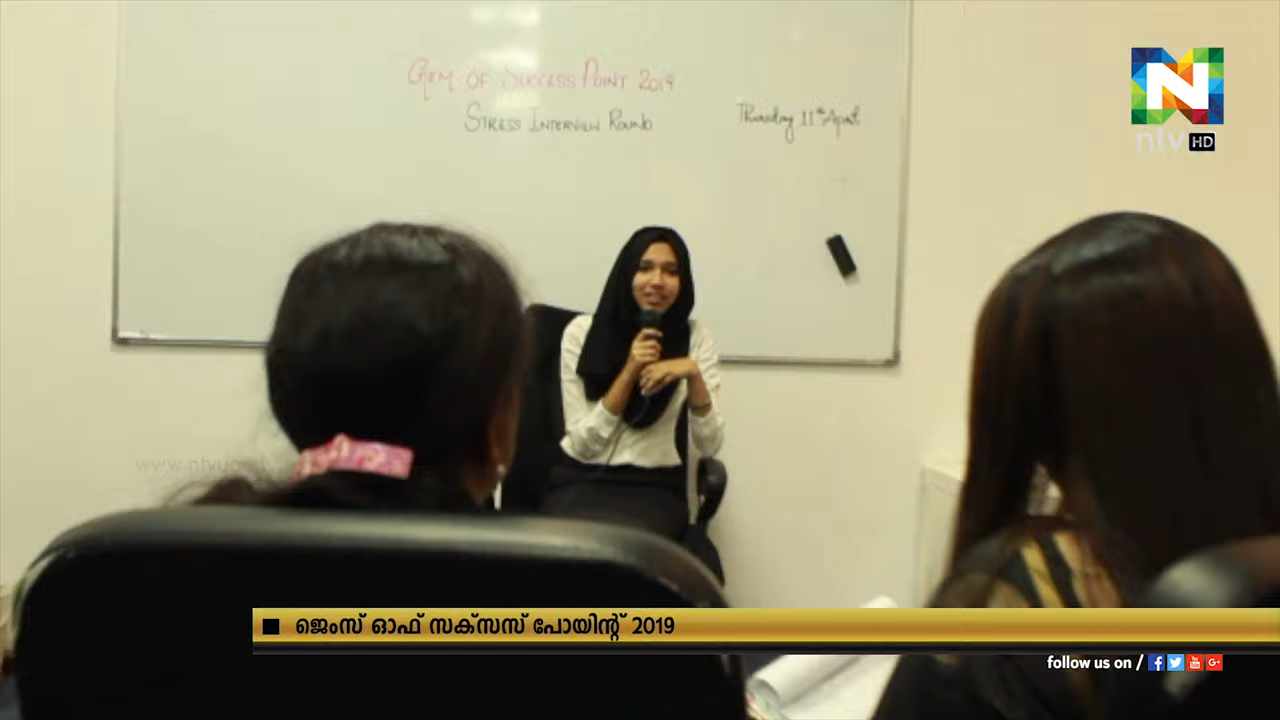 GEM OF SUCCESS POINT 2019
STRESS INTERVIEW ROUND
Thursday 11th April
N
ntv HD
ജെംസ് ഓഫ് സക്സസ് പോയിന്റ് 2019
follow us on /